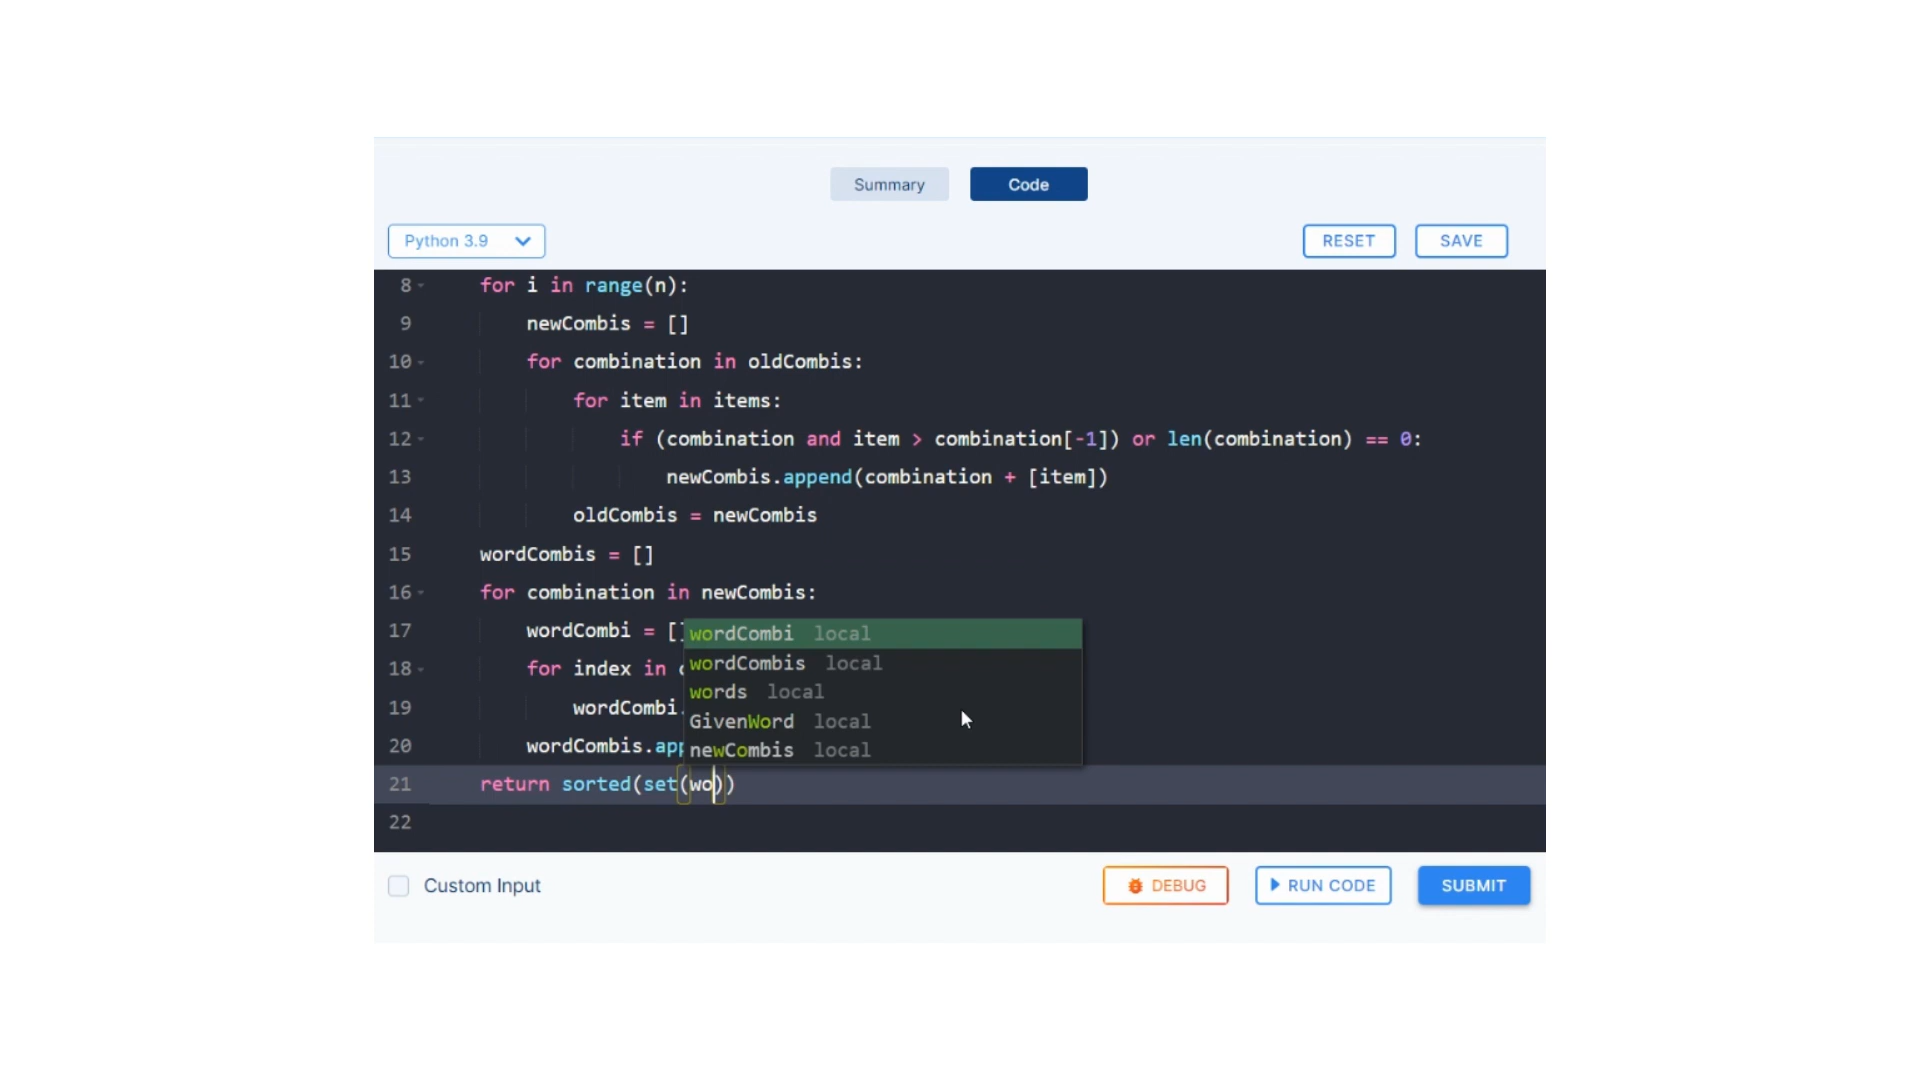 Summary Code
Python 3.9 RESET SAVE
8 for i in range(n):
9 newCombis = []
10 for combination in oldCombis:
11 for item in items:
12 if (combination and item > combination[-1]) or len(combination) == 0:
13 newCombis.append(combination + [item])
14 oldCombis = newCombis
15 wordCombis = []
16 for combination in newCombis:
17 wordCombi = []
wordCombi local
wordCombis local
18 for index in
words local
19 wordCombi.
GivenWord local
20 wordCombis.app
newCombis local
21 return sorted(set(wo))
22
Custom Input DEBUG RUN CODE SUBMIT